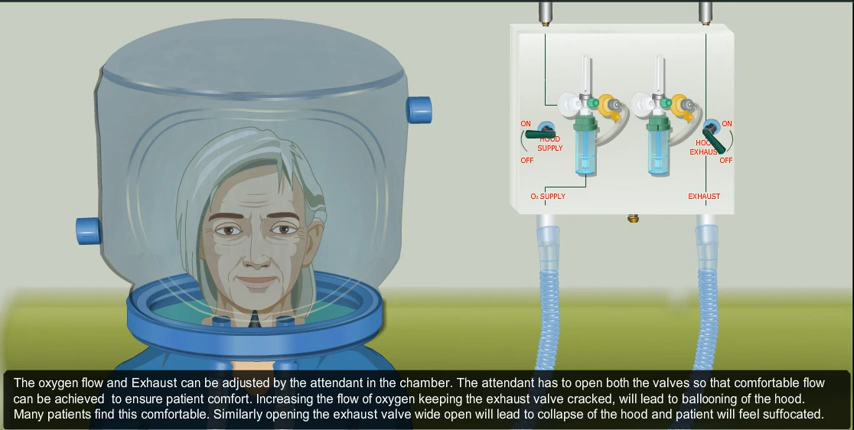 ON
HOOD
SUPPLY
OFF
O₂ SUPPLY
ON
HOOD
EXHAUST
OFF
EXHAUST
The oxygen flow and Exhaust can be adjusted by the attendant in the chamber. The attendant has to open both the valves so that comfortable flow
can be achieved to ensure patient comfort. Increasing the flow of oxygen keeping the exhaust valve cracked, will lead to ballooning of the hood.
Many patients find this comfortable. Similarly opening the exhaust valve wide open will lead to collapse of the hood and patient will feel suffocated.